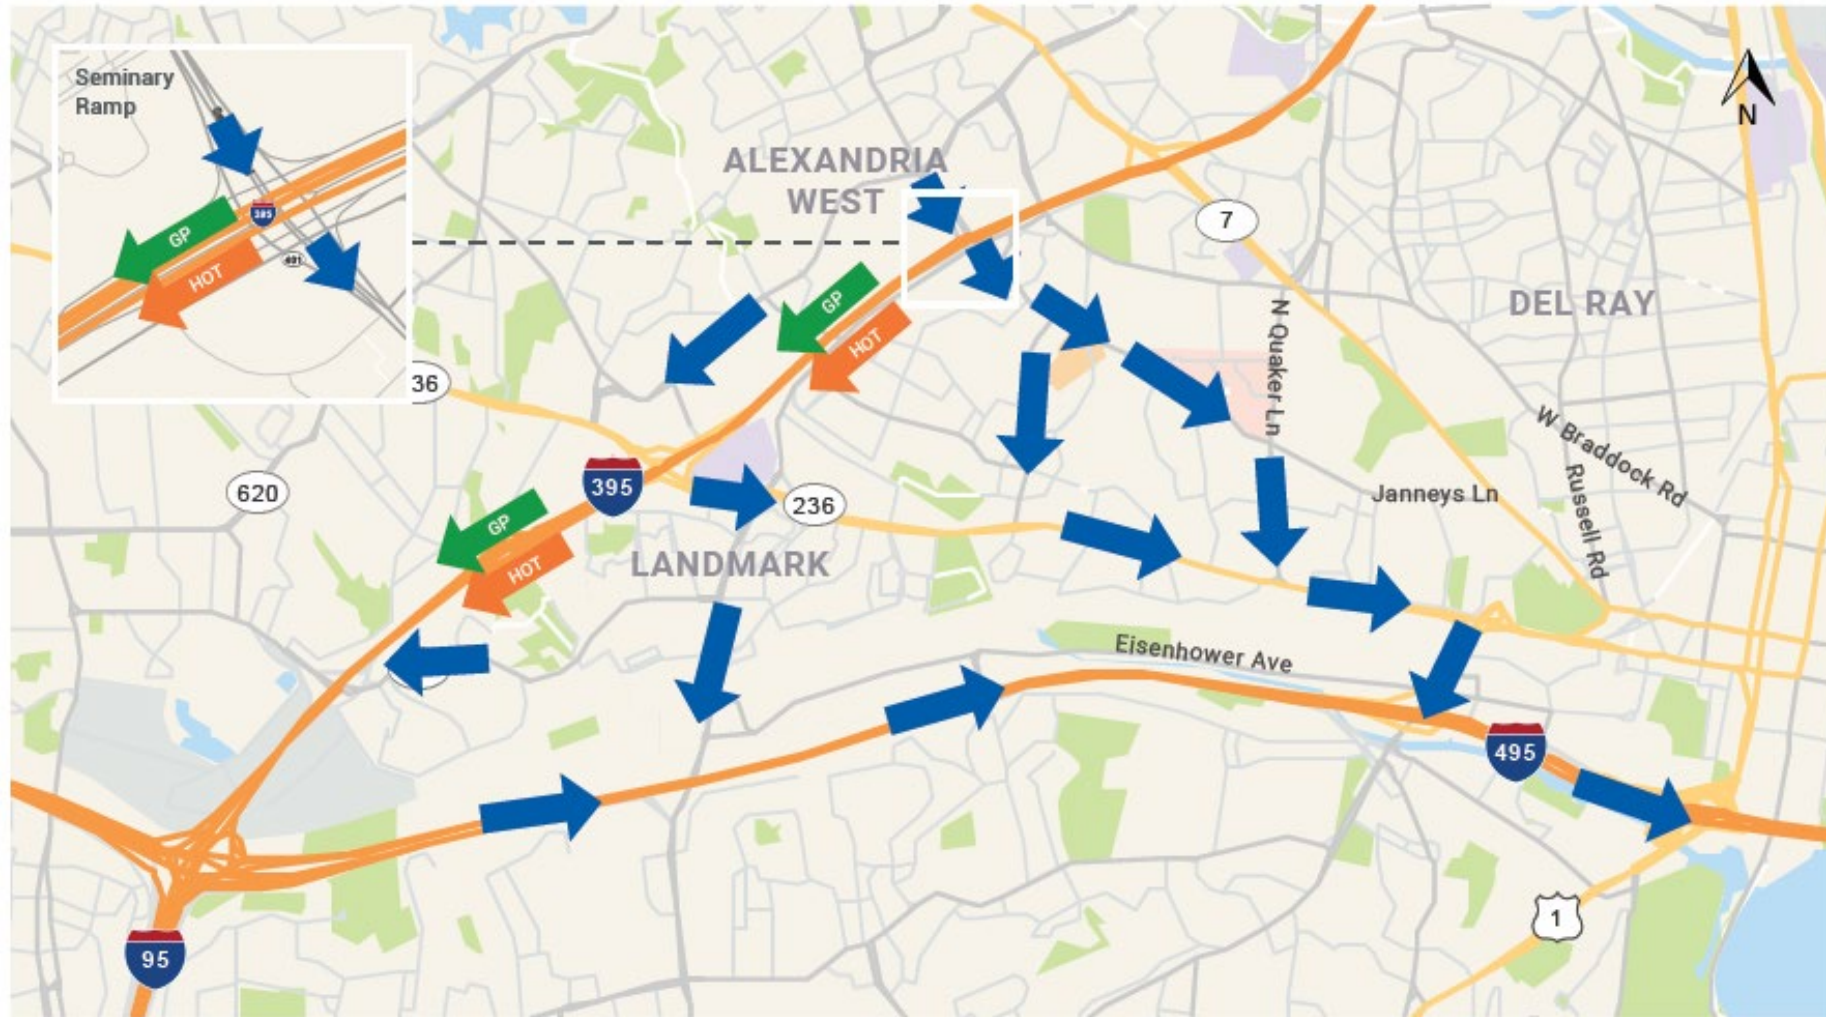 Seminary
Ramp
395
401
GP
HOT
N
ALEXANDRIA
WEST
7
DEL RAY
GP
HOT
N Quaker Ln
36
W Braddock Rd
Russell Rd
Janneys Ln
620
395
236
GP
HOT
LANDMARK
Eisenhower Ave
495
1
95